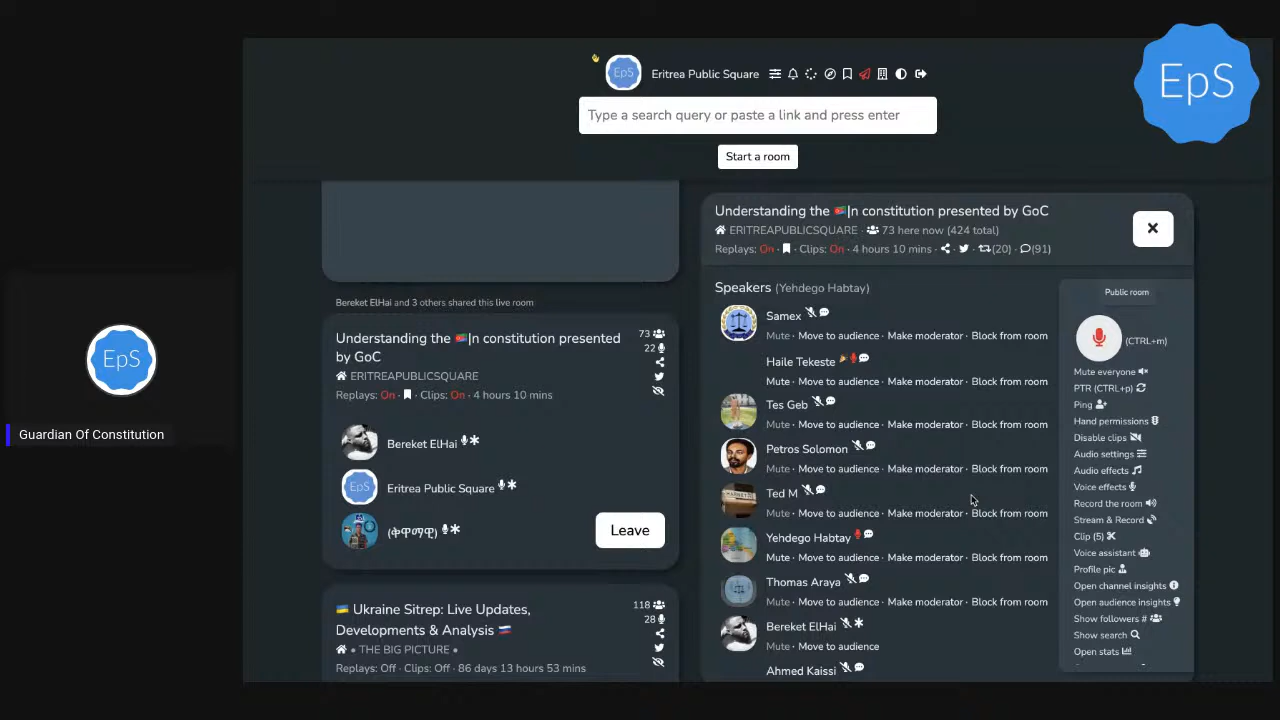 EpS
Eritrea Public Square
EpS
Type a search query or paste a link and press enter
Start a room
EpS
Guardian Of Constitution
Bereket ElHai and 3 others shared this live room
Understanding the 🇪🇷|n constitution presented
by GoC
ERITREAPUBLICSQUARE
Replays: On · Clips: On · 4 hours 10 mins
73
22
Bereket ElHai
EpS
Eritrea Public Square
(ቅዋማዊ)
Leave
🇺🇦 Ukraine Sitrep: Live Updates,
Developments & Analysis 🇷🇺
• THE BIG PICTURE •
Replays: Off · Clips: Off · 86 days 13 hours 53 mins
118
28
Understanding the 🇪🇷|n constitution presented by GoC
ERITREAPUBLICSQUARE · 73 here now (424 total)
Replays: On · Clips: On · 4 hours 10 mins · (20) · (91)
Speakers (Yehdego Habtay)
Samex
Mute · Move to audience · Make moderator · Block from room
Haile Tekeste
Mute · Move to audience · Make moderator · Block from room
Tes Geb
Mute · Move to audience · Make moderator · Block from room
Petros Solomon
Mute · Move to audience · Make moderator · Block from room
Ted M
Mute · Move to audience · Make moderator · Block from room
Yehdego Habtay
Mute · Move to audience · Make moderator · Block from room
Thomas Araya
Mute · Move to audience · Make moderator · Block from room
Bereket ElHai
Mute · Move to audience
Ahmed Kaissi
Public room
(CTRL+m)
Mute everyone
PTR (CTRL+p)
Ping
Hand permissions
Disable clips
Audio settings
Audio effects
Voice effects
Record the room
Stream & Record
Clip (5)
Voice assistant
Profile pic
Open channel insights
Open audience insights
Show followers #
Show search
Open stats